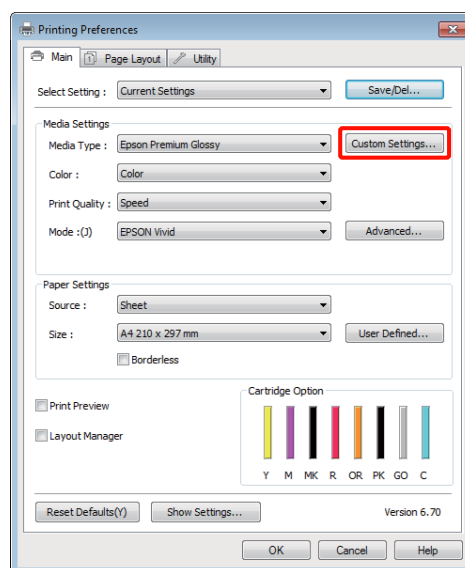 Printing Preferences
Main Page Layout Utility
Select Setting : Current Settings Save/Del...
Media Settings
Media Type : Epson Premium Glossy Custom Settings...
Color : Color
Print Quality : Speed
Mode :(J) EPSON Vivid Advanced...
Paper Settings
Source : Sheet
Size : A4 210 x 297 mm User Defined...
Borderless
Print Preview
Layout Manager
Cartridge Option
Y M MK R OR PK GO C
Reset Defaults(Y) Show Settings... Version 6.70
OK Cancel Help